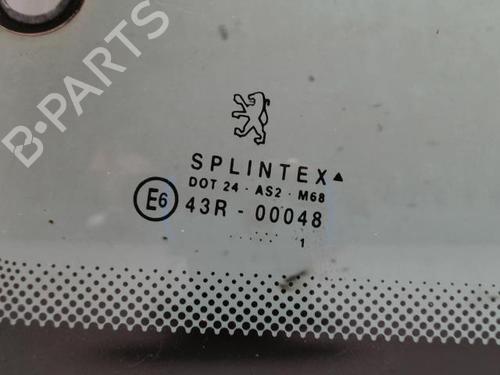 B-PARTS
SPLINTEX▲
DOT 24 · AS2 · M68
E6 43R - 00048
..... 1